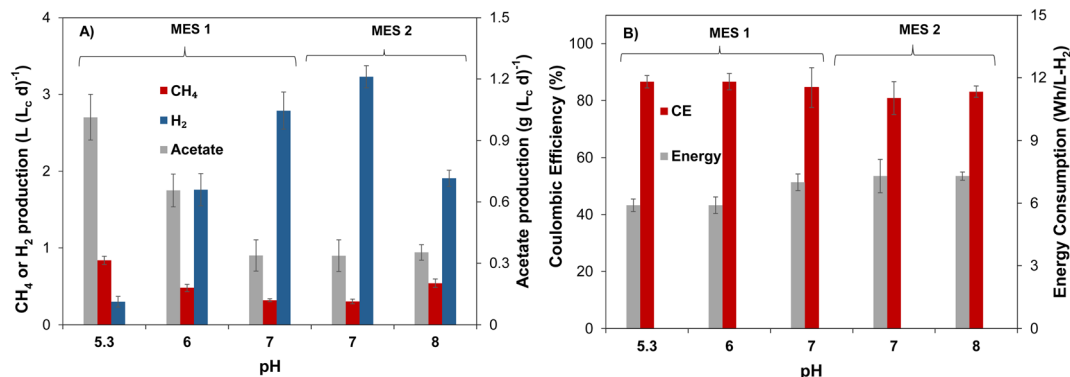 A)
MES 1
MES 2
CH₄ or H₂ production (L (L꜀ d)⁻¹)
4
3
2
1
0
CH₄
H₂
Acetate
1.5
1.2
0.9
0.6
0.3
0
Acetate production (g (L꜀ d)⁻¹)
5.3 6 7 7 8
pH
B)
MES 1
MES 2
Coulombic Efficiency (%)
100
80
60
40
20
0
CE
Energy
15
12
9
6
3
0
Energy Consumption (Wh/L-H₂)
5.3 6 7 7 8
pH